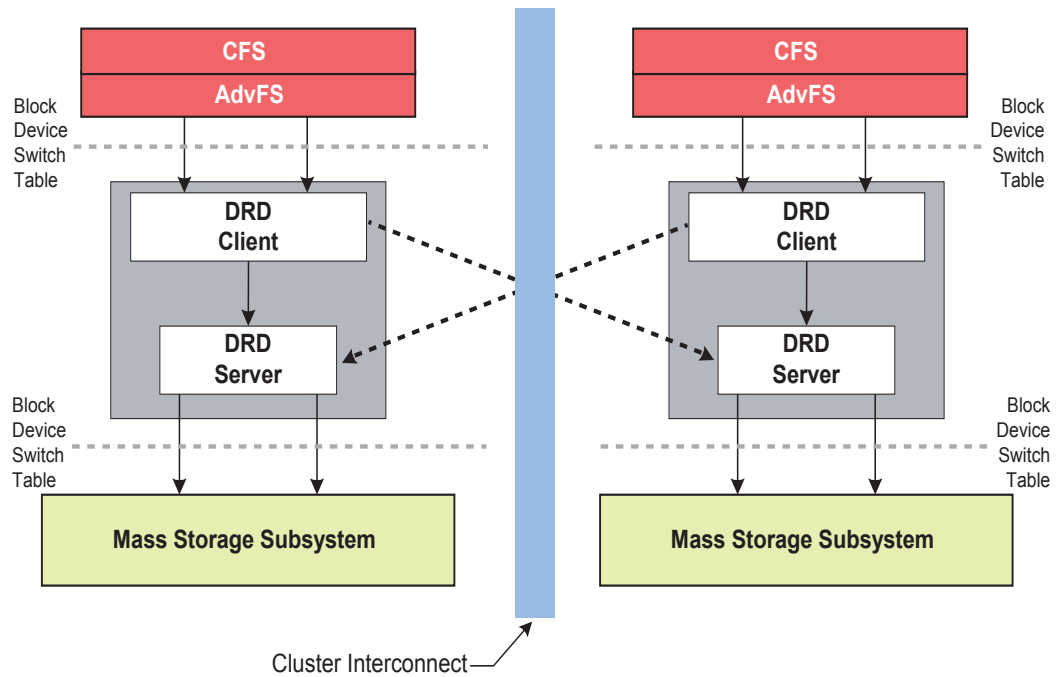 CFS
AdvFS
Block
Device
Switch
Table
DRD
Client
DRD
Server
Block
Device
Switch
Table
Mass Storage Subsystem
CFS
AdvFS
Block
Device
Switch
Table
DRD
Client
DRD
Server
Block
Device
Switch
Table
Mass Storage Subsystem
Cluster Interconnect